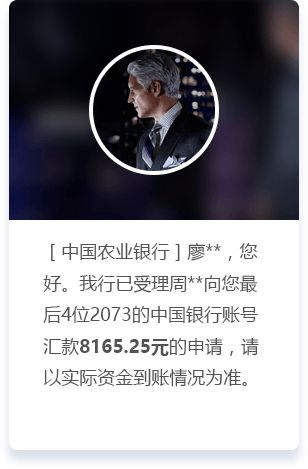 ［中国农业银行］廖**，您
好。我行已受理周**向您最
后4位2073的中国银行账号
汇款8165.25元的申请，请
以实际资金到账情况为准。